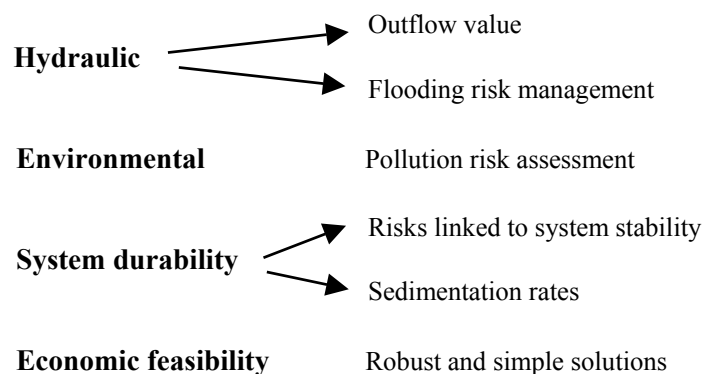 Hydraulic
Outflow value
Flooding risk management
Environmental
Pollution risk assessment
System durability
Risks linked to system stability
Sedimentation rates
Economic feasibility
Robust and simple solutions